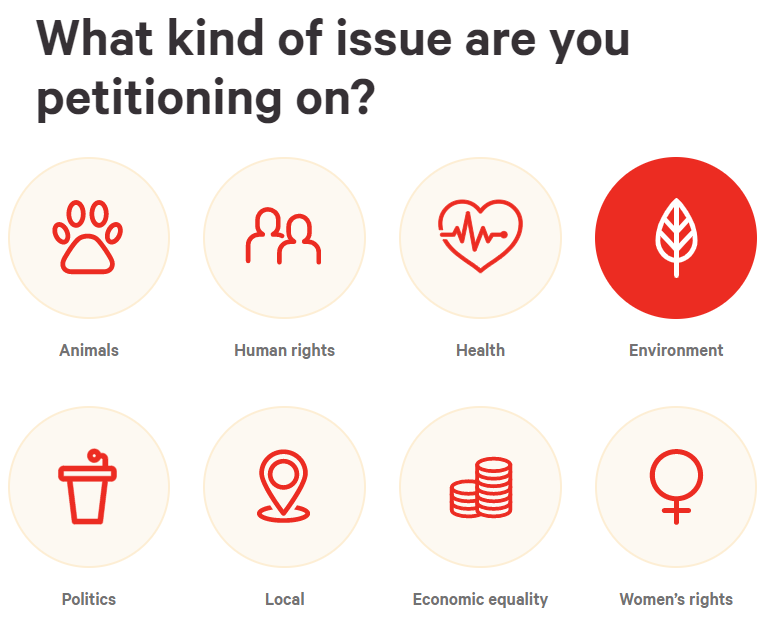 What kind of issue are you
petitioning on?
Animals
Human rights
Health
Environment
Politics
Local
Economic equality
Women's rights